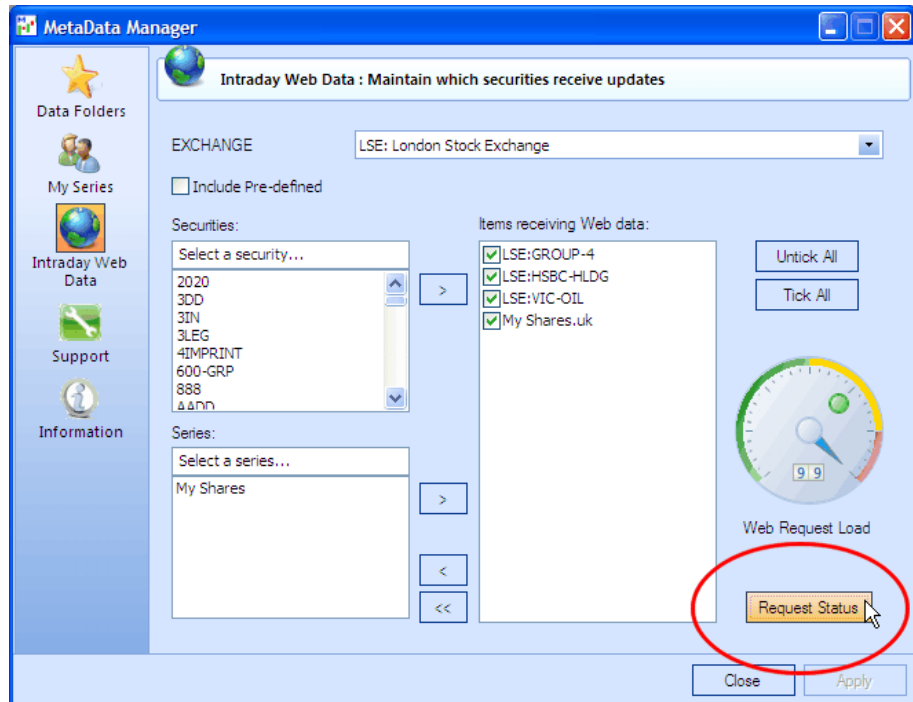 MetaData Manager
Data Folders
My Series
Intraday Web
Data
Support
Information
Intraday Web Data : Maintain which securities receive updates
EXCHANGE
LSE: London Stock Exchange
Include Pre-defined
Securities:
Select a security...
2020
3DD
3IN
3LEG
4IMPRINT
600-GRP
888
AADD
>
Series:
Select a series...
My Shares
>
<
<<
Items receiving Web data:
LSE:GROUP-4
LSE:HSBC-HLDG
LSE:VIC-OIL
My Shares.uk
Untick All
Tick All
99
Web Request Load
Request Status
Close
Apply